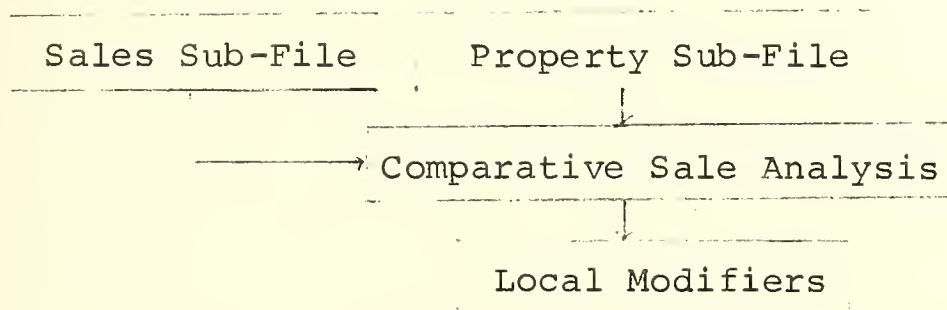 Sales Sub-File Property Sub-File
Comparative Sale Analysis
Local Modifiers